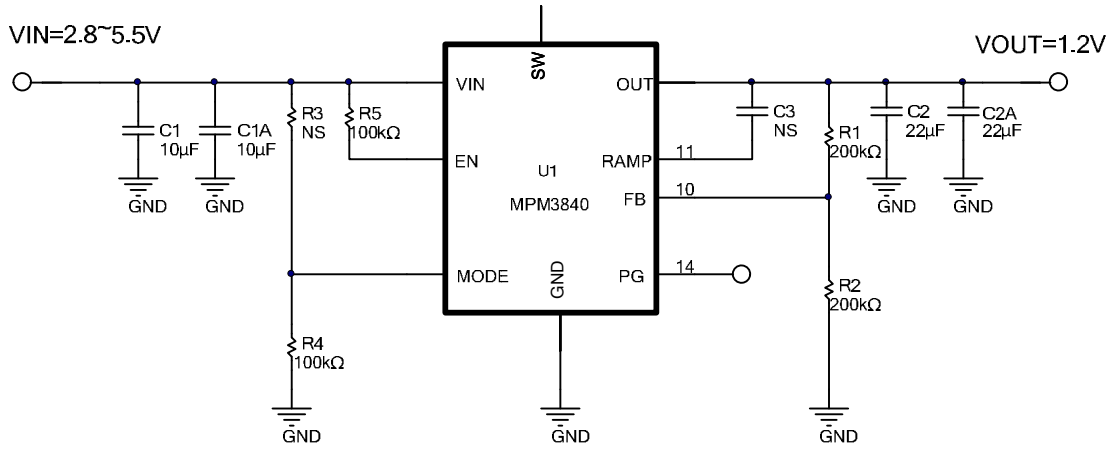 VIN=2.8~5.5V
VOUT=1.2V
SW
VIN
OUT
C1
10µF
C1A
10µF
R3
NS
R5
100kΩ
C3
NS
R1
200kΩ
C2
22µF
C2A
22µF
EN
RAMP
11
U1
MPM3840
FB
10
GND
GND
GND
GND
MODE
GND
PG
14
R2
200kΩ
R4
100kΩ
GND
GND
GND